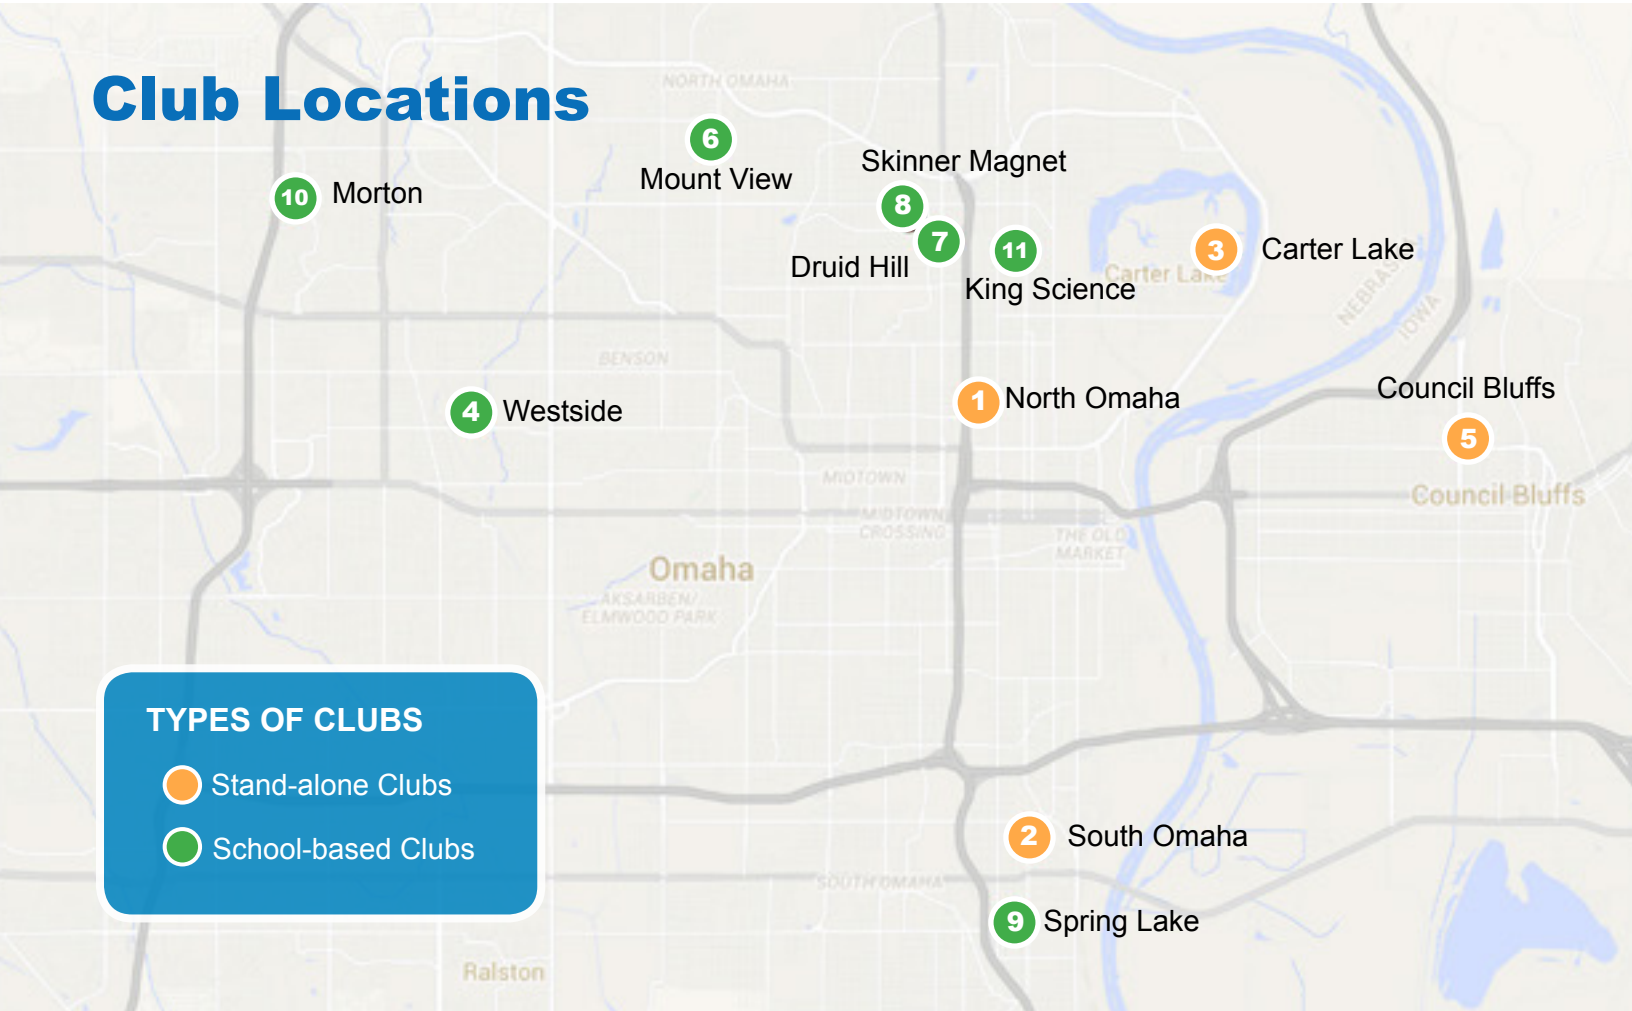 Club Locations
NORTH OMAHA
6
Mount View
Skinner Magnet
10
Morton
8
7
Druid Hill
11
King Science
3
Carter Lake
Carter Lake
NEBRASKA
IOWA
BENSON
4
Westside
1
North Omaha
Council Bluffs
5
Council Bluffs
MIDTOWN
MIDTOWN
CROSSING
THE OLD
MARKET
Omaha
AKSARBEN/
ELMWOOD PARK
TYPES OF CLUBS
Stand-alone Clubs
School-based Clubs
2
South Omaha
SOUTH OMAHA
9
Spring Lake
Ralston